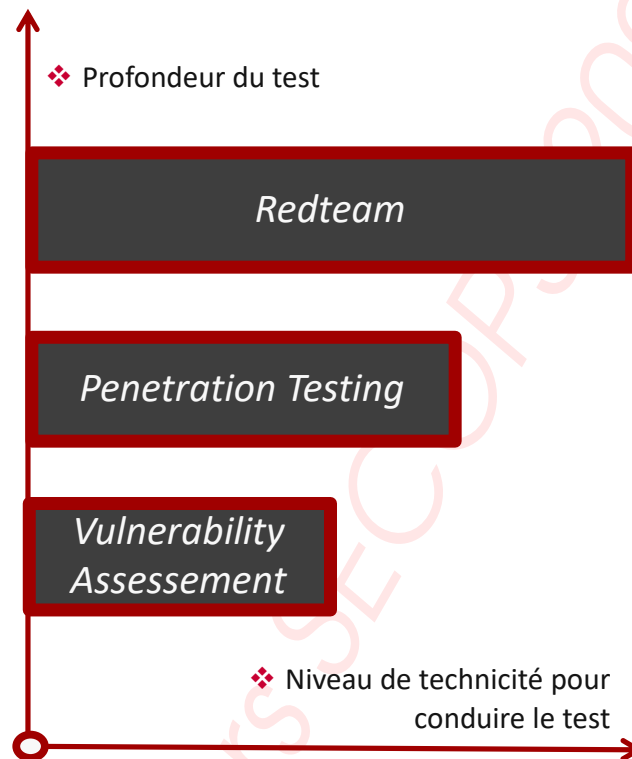 ❖ Profondeur du test
Redteam
Penetration Testing
Vulnerability
Assessement
❖ Niveau de technicité pour
conduire le test